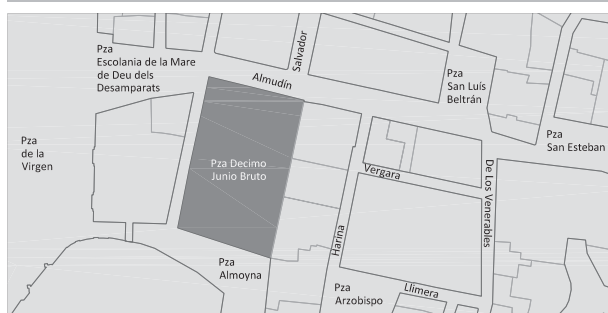 Pza
Escolania de la Mare
de Deu dels
Desamparats
Salvador
Almudín
Pza
San Luís
Beltrán
Pza
San Esteban
Pza
de la
Virgen
Pza Decimo
Junio Bruto
Vergara
De Los Venerables
Harina
Pza
Almoyna
Pza
Arzobispo
Llimera